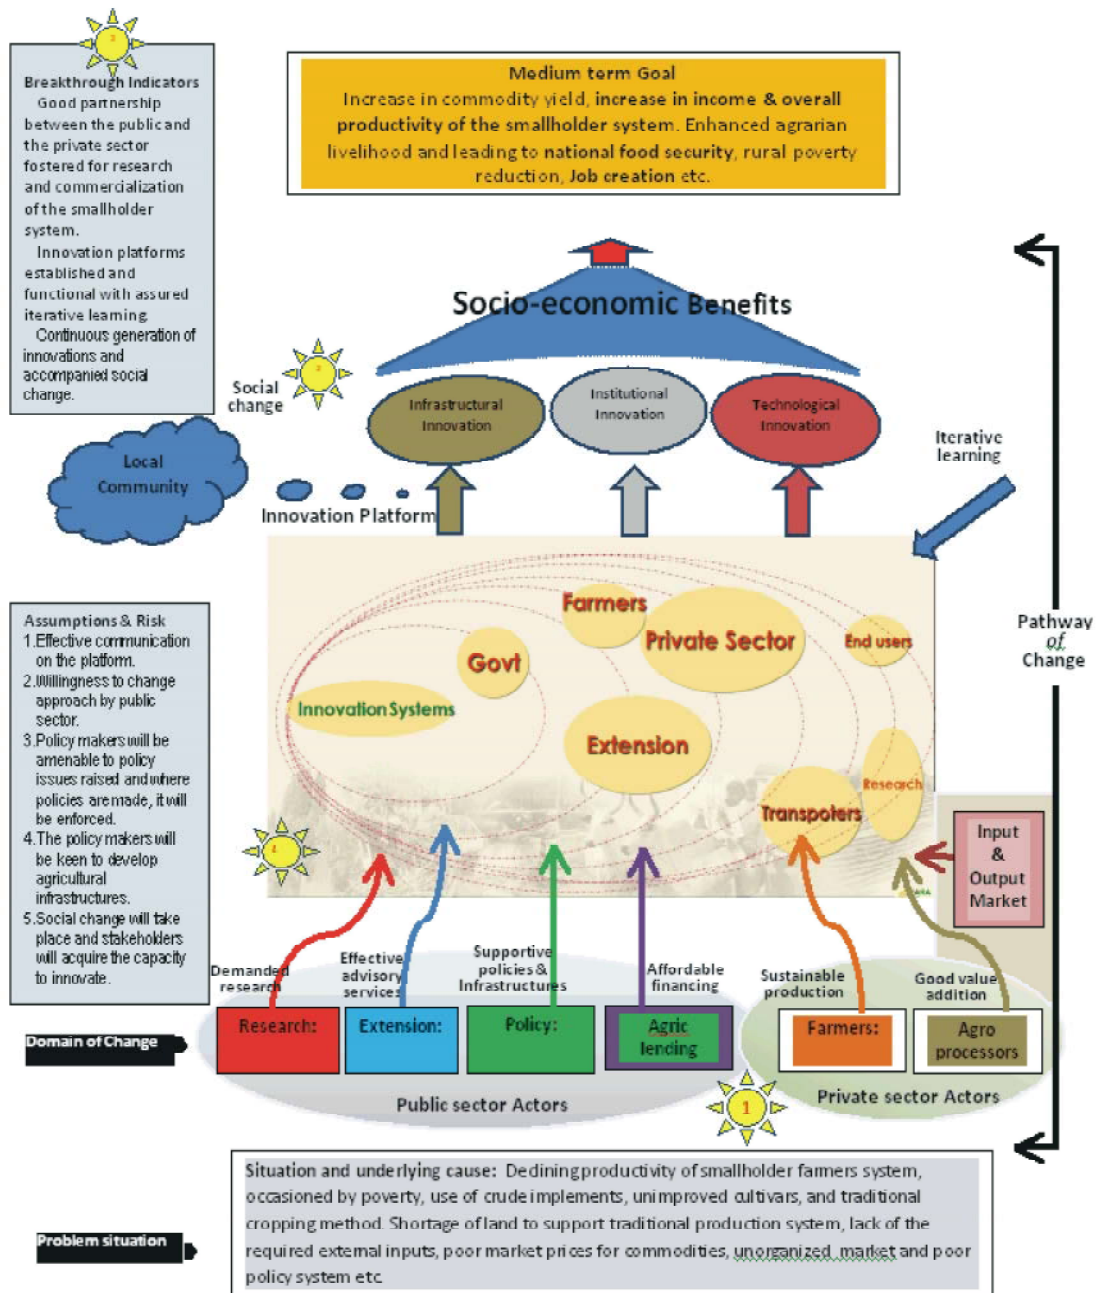 3
Breakthrough Indicators
Good partnership
between the public and
the private sector
fostered for research
and commercialization
of the smallholder
system.
Innovation platforms
established and
functional with assured
iterative learning.
Continuous generation of
innovations and
accompanied social
change.
Medium term Goal
Increase in commodity yield, increase in income & overall
productivity of the smallholder system. Enhanced agrarian
livelihood and leading to national food security, rural poverty
reduction, Job creation etc.
Socio-economic Benefits
Social
change
2
Infrastructural
Innovation
Institutional
Innovation
Technological
Innovation
Iterative
learning
Local
Community
Innovation Platform
Farmers
Private Sector
End users
Govt
Innovation Systems
Extension
Research
Transpoters
Pathway
of
Change
Assumptions & Risk
1.Effective communication
on the platform.
2.Willingness to change
approach by public
sector.
3.Policy makers will be
amenable to policy
issues raised and where
policies are made, it will
be enforced.
4.The policy makers will
be keen to develop
agricultural
infrastructures.
5.Social change will take
place and stakeholders
will acquire the capacity
to innovate.
Input
&
Output
Market
Demanded
research
Effective
advisory
services
Supportive
policies &
Infrastructures
Affordable
financing
Sustainable
production
Good value
addition
Domain of Change
Research:
Extension:
Policy:
Agric
lending
Farmers:
Agro
processors
Public sector Actors
1
Private sector Actors
Problem situation
Situation and underlying cause: Declining productivity of smallholder farmers system,
occasioned by poverty, use of crude implements, unimproved cultivars, and traditional
cropping method. Shortage of land to support traditional production system, lack of the
required external inputs, poor market prices for commodities, unorganized market and poor
policy system etc